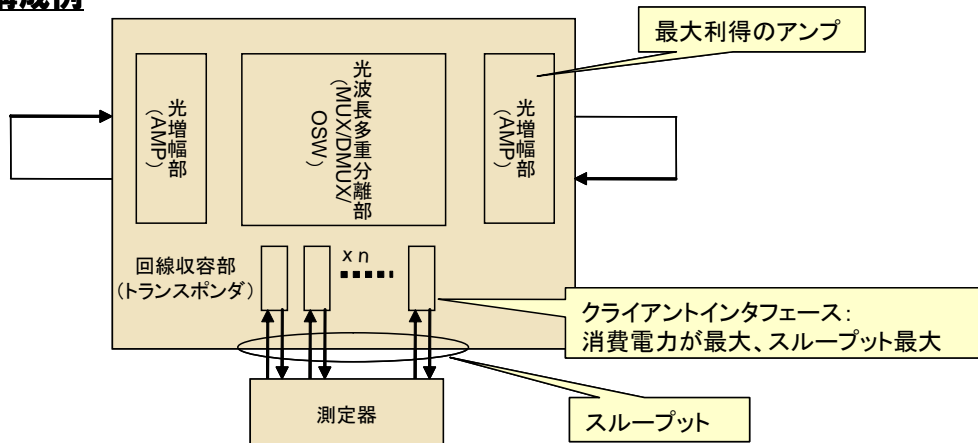 構成例
最大利得のアンプ
光増幅部
(AMP)
光波長多重分離部
(MUX/DMUX/
OSW)
光増幅部
(AMP)
回線収容部
(トランスポンダ)
x n
クライアントインタフェース:
消費電力が最大、スループット最大
測定器
スループット